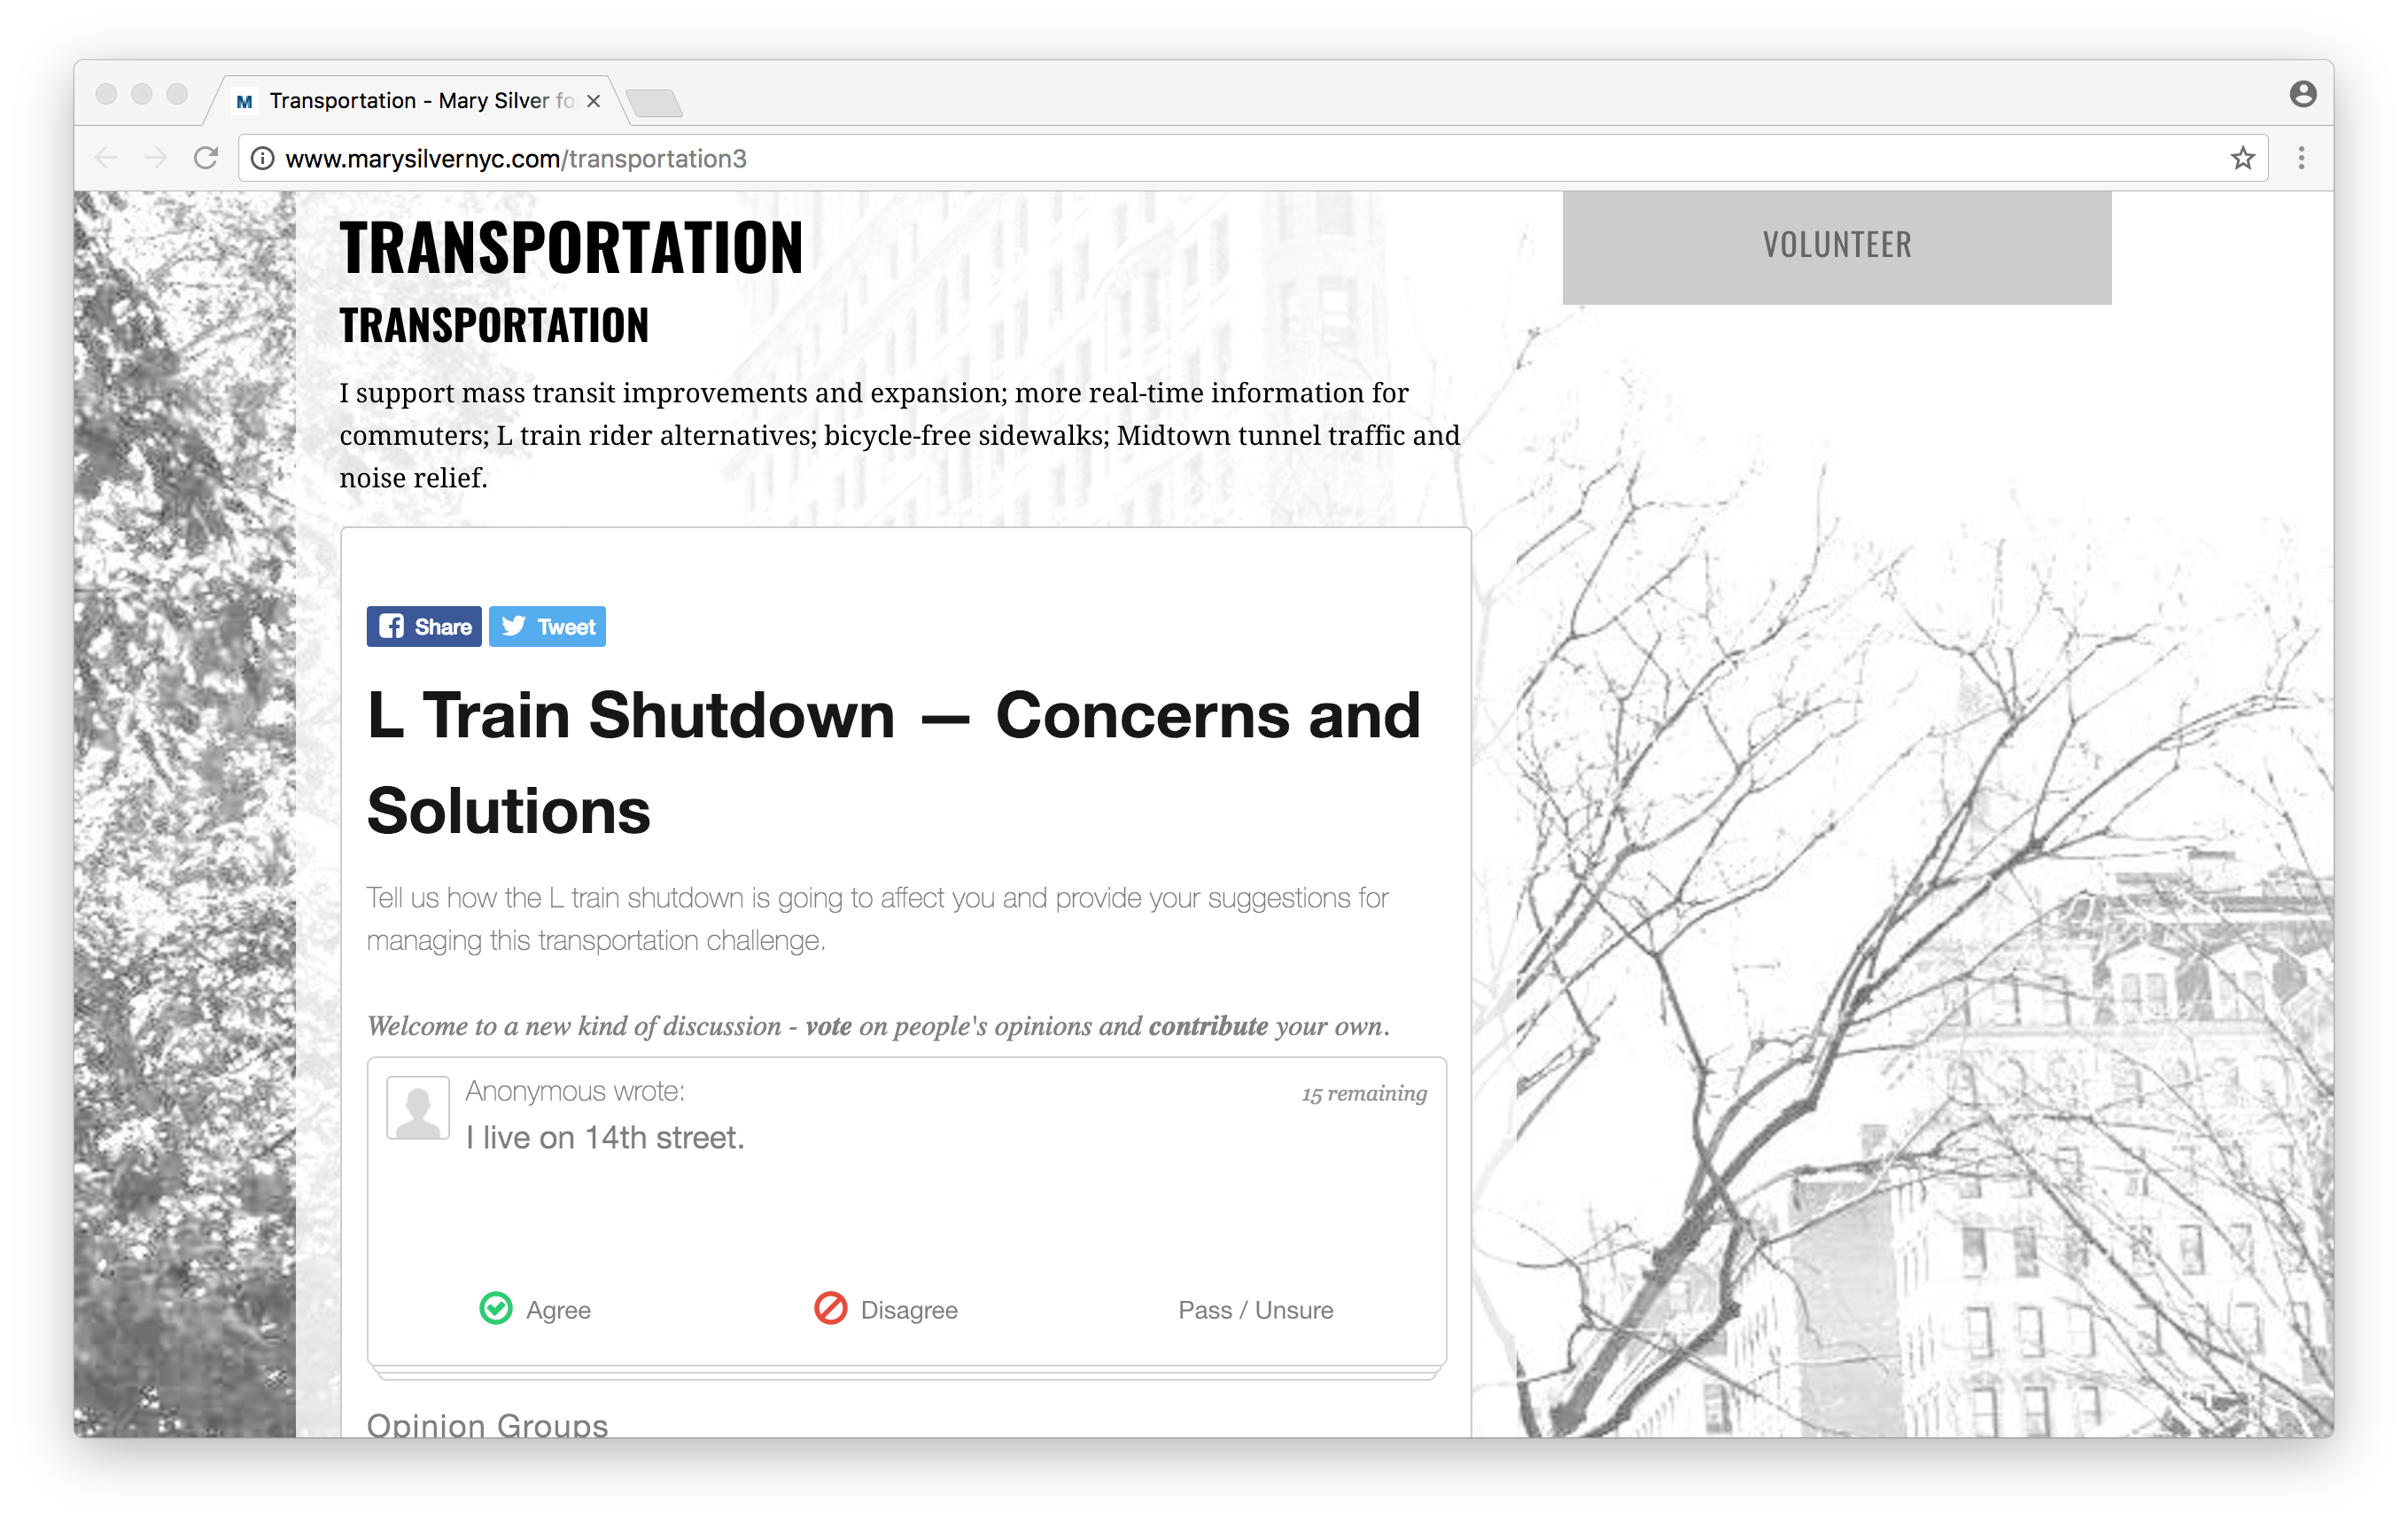 M Transportation - Mary Silver fo
www.marysilvernyc.com/transportation3
VOLUNTEER
TRANSPORTATION
TRANSPORTATION
I support mass transit improvements and expansion; more real-time information for
commuters; L train rider alternatives; bicycle-free sidewalks; Midtown tunnel traffic and
noise relief.
Share Tweet
L Train Shutdown — Concerns and
Solutions
Tell us how the L train shutdown is going to affect you and provide your suggestions for
managing this transportation challenge.
Welcome to a new kind of discussion - vote on people's opinions and contribute your own.
Anonymous wrote: 15 remaining
I live on 14th street.
Agree Disagree Pass / Unsure
Opinion Groups